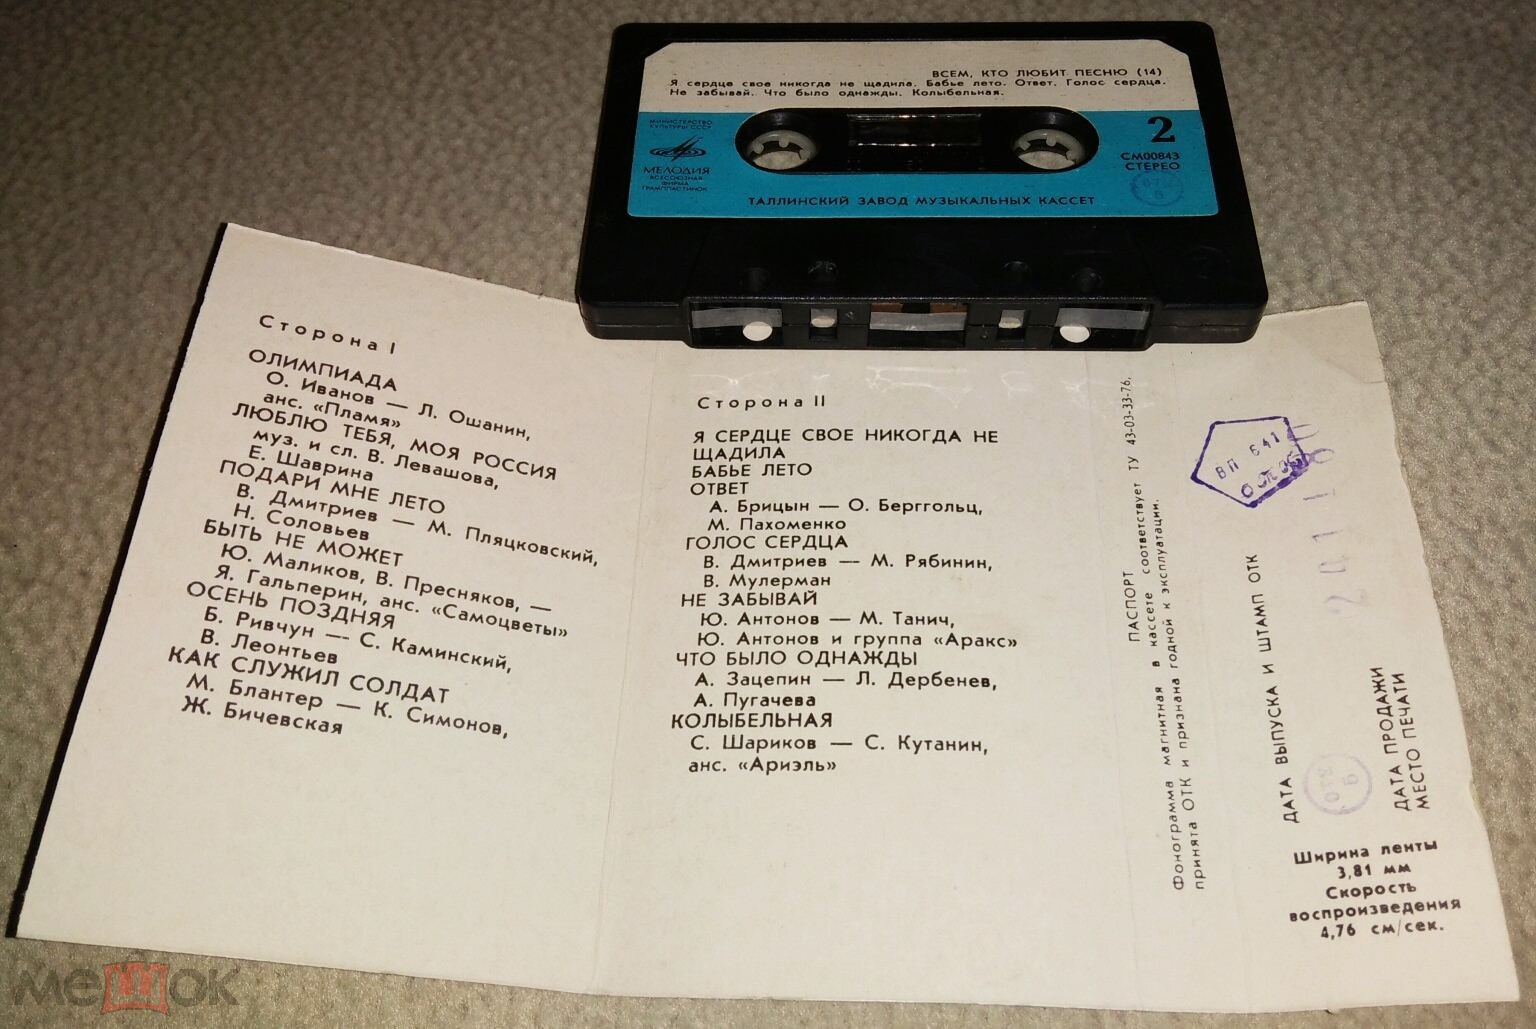 ВСЕМ, КТО ЛЮБИТ ПЕСНЮ (14)
Я сердце свое никогда не щадила. Бабье лето. Ответ. Голос сердца.
Не забывай. Что было однажды. Колыбельная.
МИНИСТЕРСТВО
КУЛЬТУРЫ СССР
МЕЛОДИЯ
ВСЕСОЮЗНАЯ
ФИРМА
ГРАМПЛАСТИНОК
2
СМ00843
СТЕРЕО
ТАЛЛИНСКИЙ ЗАВОД МУЗЫКАЛЬНЫХ КАССЕТ
Сторона I
ОЛИМПИАДА
О. Иванов — Л. Ошанин,
анс. «Пламя»
ЛЮБЛЮ ТЕБЯ, МОЯ РОССИЯ
муз. и сл. В. Левашова,
Е. Шаврина
ПОДАРИ МНЕ ЛЕТО
В. Дмитриев — М. Пляцковский,
Н. Соловьев
БЫТЬ НЕ МОЖЕТ
Ю. Маликов, В. Пресняков, —
Я. Гальперин, анс. «Самоцветы»
ОСЕНЬ ПОЗДНЯЯ
Б. Ривчун — С. Каминский,
В. Леонтьев
КАК СЛУЖИЛ СОЛДАТ
М. Блантер — К. Симонов,
Ж. Бичевская
Сторона II
Я СЕРДЦЕ СВОЕ НИКОГДА НЕ
ЩАДИЛА
БАБЬЕ ЛЕТО
ОТВЕТ
А. Брицын — О. Берггольц,
М. Пахоменко
ГОЛОС СЕРДЦА
В. Дмитриев — М. Рябинин,
В. Мулерман
НЕ ЗАБЫВАЙ
Ю. Антонов — М. Танич,
Ю. Антонов и группа «Аракс»
ЧТО БЫЛО ОДНАЖДЫ
А. Зацепин — Л. Дербенев,
А. Пугачева
КОЛЫБЕЛЬНАЯ
С. Шариков — С. Кутанин,
анс. «Ариэль»
ПАСПОРТ
Фонограмма магнитная в кассете соответствует ТУ 43-03-33-76,
принята ОТК и признана годной к эксплуатации.
ВП 641
ДАТА ВЫПУСКА И ШТАМП ОТК
ДАТА ПРОДАЖИ
МЕСТО ПЕЧАТИ
Ширина ленты
3,81 мм
Скорость
воспроизведения
4,76 см/сек.
мешок